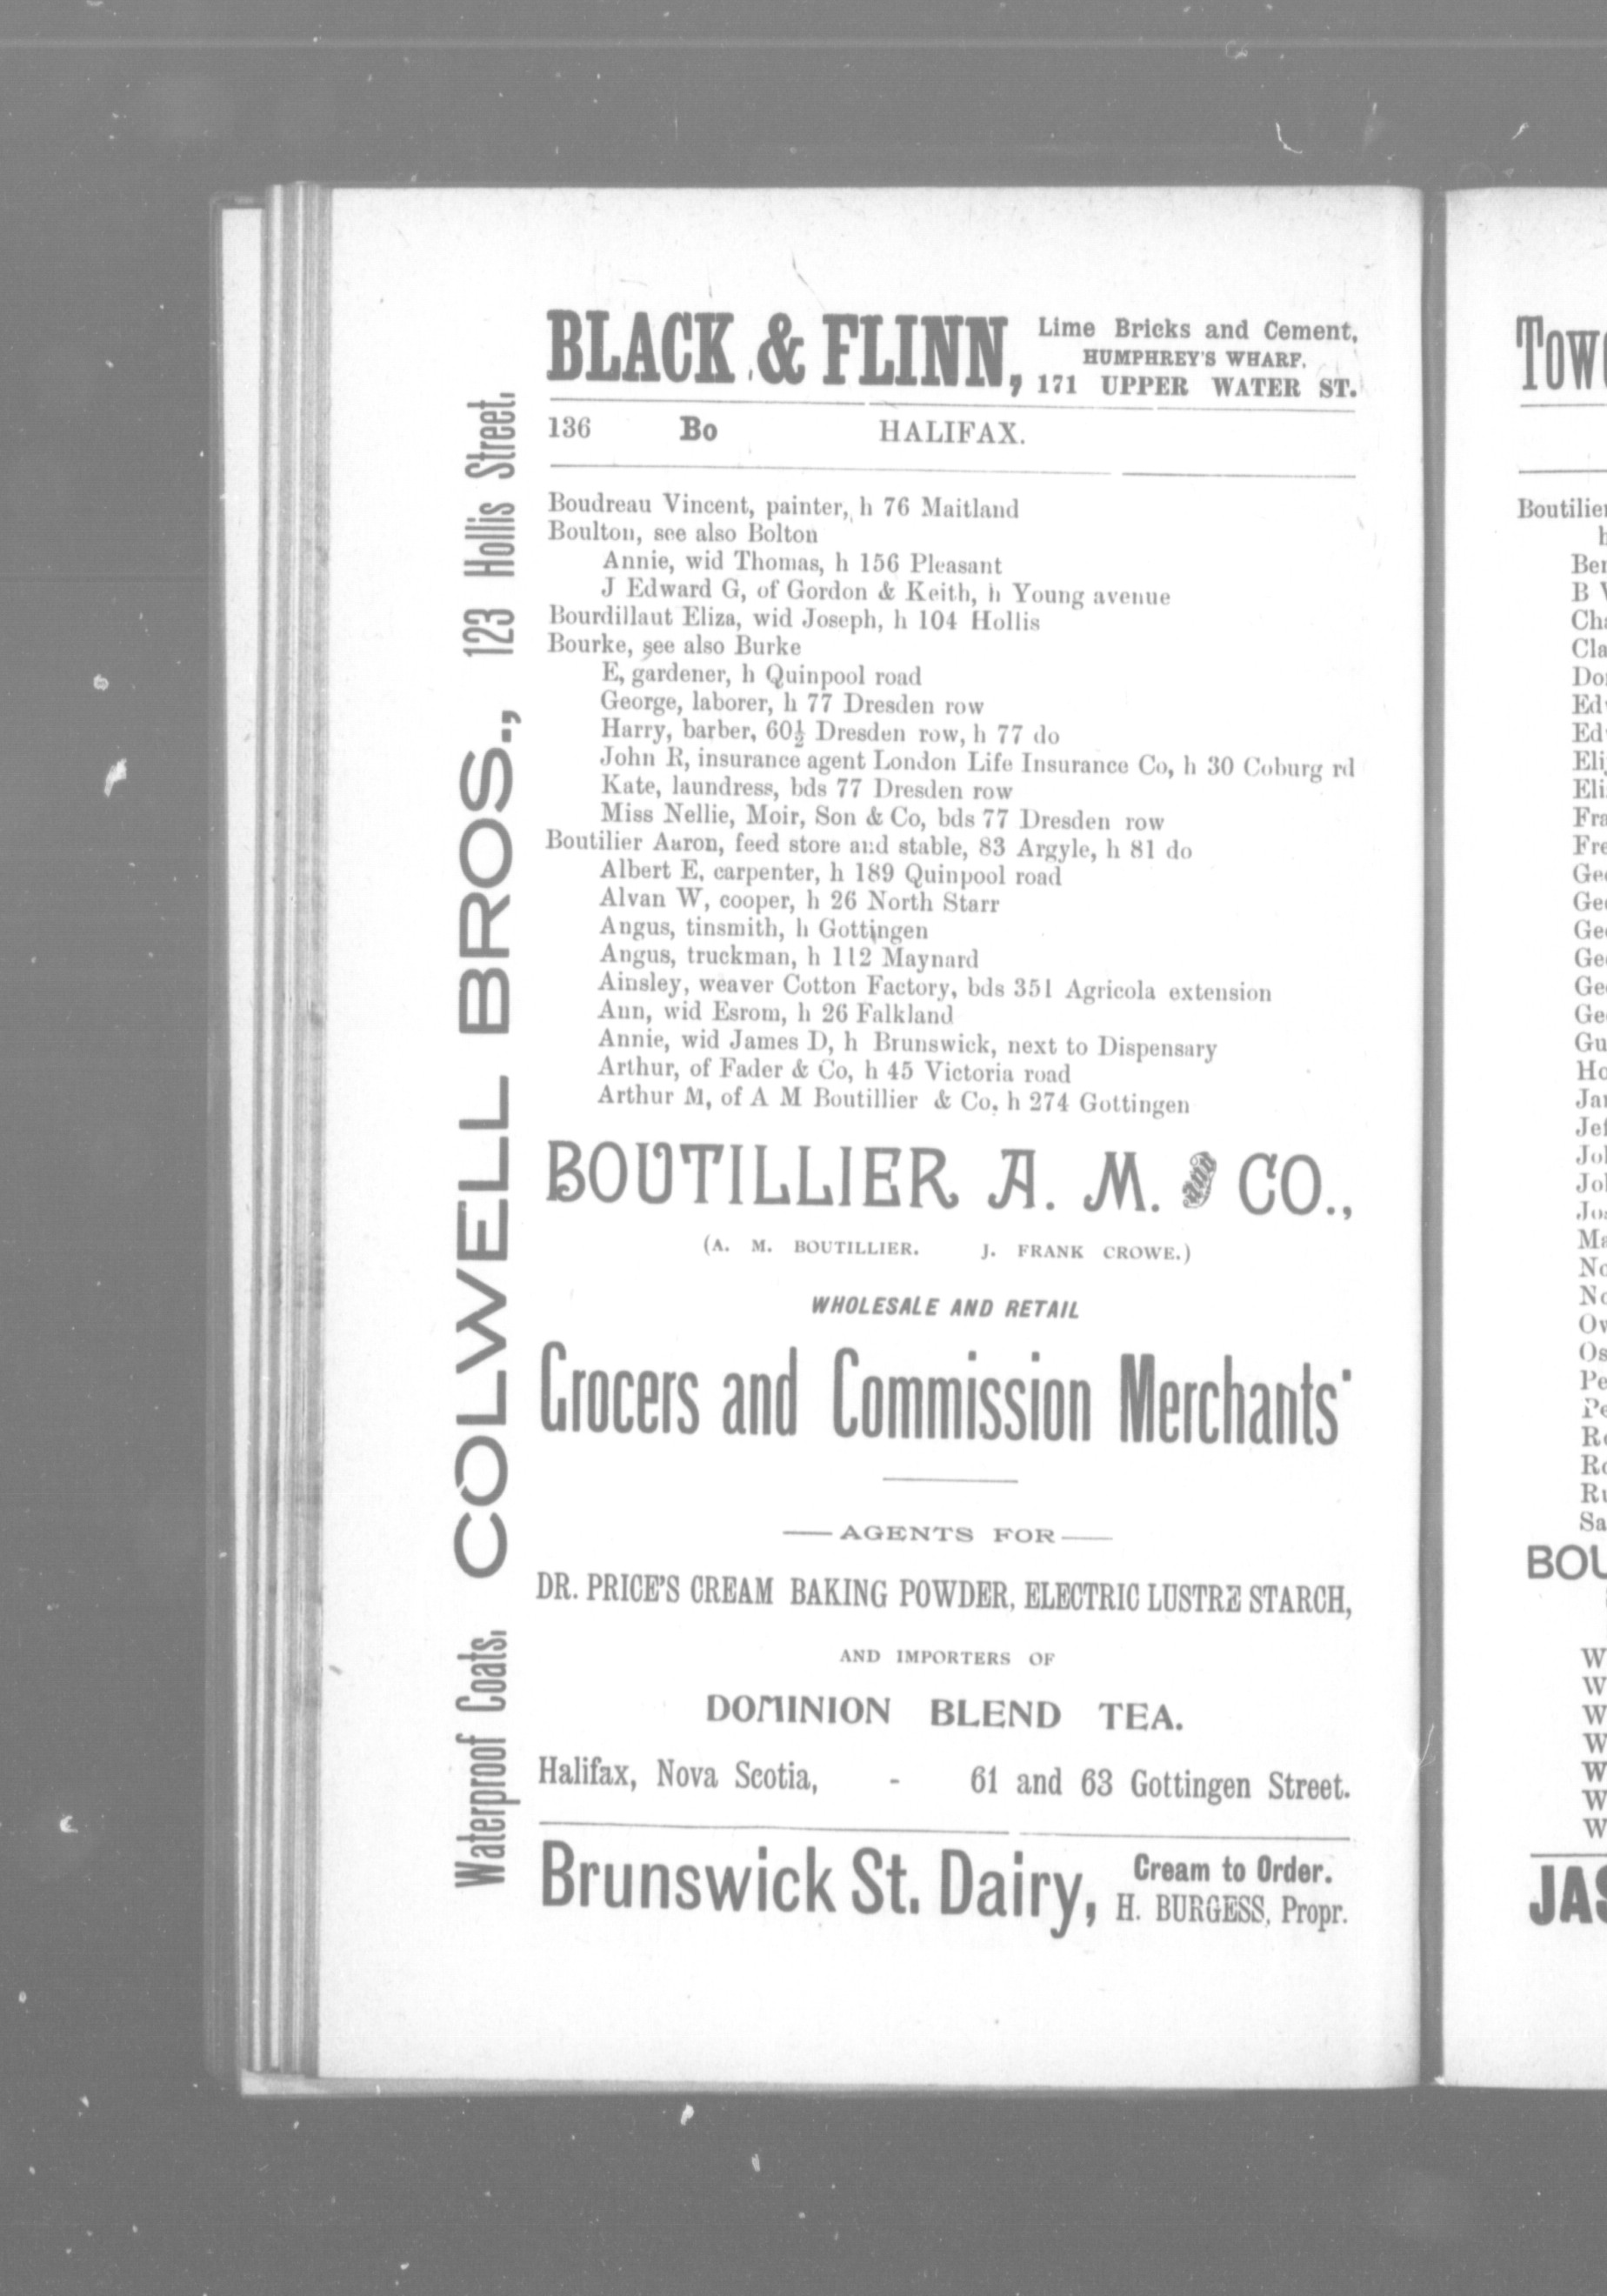 BLACK & FLINN, Lime Bricks and Cement,
HUMPHREY'S WHARF.
171 UPPER WATER ST.
136 Bo HALIFAX.
Boudreau Vincent, painter, h 76 Maitland
Boulton, see also Bolton
Annie, wid Thomas, h 156 Pleasant
J Edward G, of Gordon & Keith, h Young avenue
Bourdillaut Eliza, wid Joseph, h 104 Hollis
Bourke, see also Burke
E, gardener, h Quinpool road
George, laborer, h 77 Dresden row
Harry, barber, 60½ Dresden row, h 77 do
John R, insurance agent London Life Insurance Co, h 30 Coburg rd
Kate, laundress, bds 77 Dresden row
Miss Nellie, Moir, Son & Co, bds 77 Dresden row
Boutilier Aaron, feed store and stable, 83 Argyle, h 81 do
Albert E, carpenter, h 189 Quinpool road
Alvan W, cooper, h 26 North Starr
Angus, tinsmith, h Gottingen
Angus, truckman, h 112 Maynard
Ainsley, weaver Cotton Factory, bds 351 Agricola extension
Ann, wid Esrom, h 26 Falkland
Annie, wid James D, h Brunswick, next to Dispensary
Arthur, of Fader & Co, h 45 Victoria road
Arthur M, of A M Boutillier & Co, h 274 Gottingen
BOUTILLIER A. M. and CO.,
(A. M. BOUTILLIER. J. FRANK CROWE.)
WHOLESALE AND RETAIL
Grocers and Commission Merchants
AGENTS FOR
DR. PRICE'S CREAM BAKING POWDER, ELECTRIC LUSTRE STARCH,
AND IMPORTERS OF
DOMINION BLEND TEA.
Halifax, Nova Scotia, - 61 and 63 Gottingen Street.
Brunswick St. Dairy, Cream to Order.
H. BURGESS, Propr.
Waterproof Coats. COLWELL BROS., 123 Hollis Street.